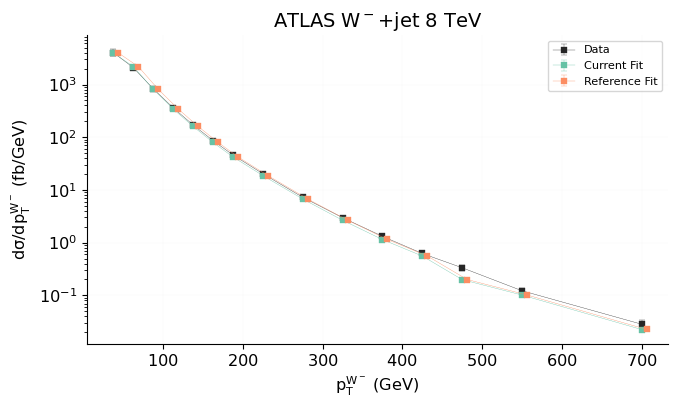 ATLAS W⁻+jet 8 TeV
Data
Current Fit
Reference Fit
dσ/dp_T^{W⁻} (fb/GeV)
10³
10²
10¹
10⁰
10⁻¹
100 200 300 400 500 600 700
p_T^{W⁻} (GeV)